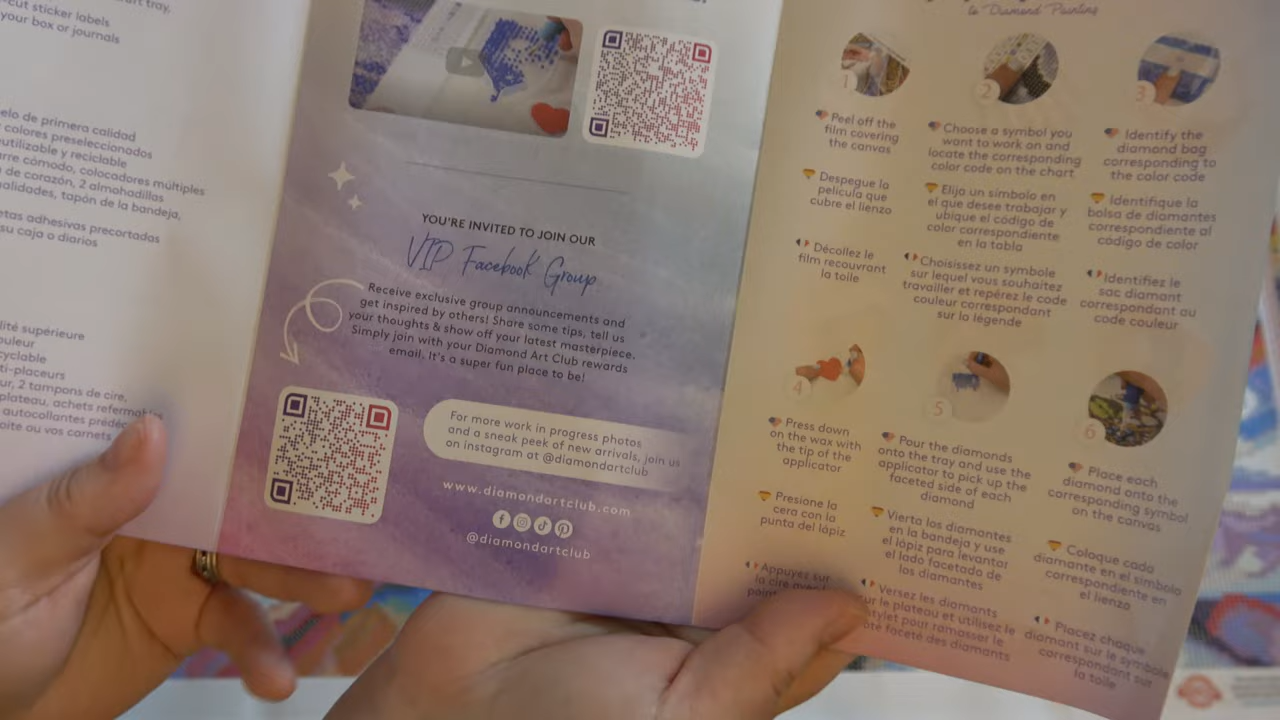 -cut sticker labels
your box or journals
elo de primera calidad
colores preseleccionados
utilizable y reciclable
rre cómodo, colocadores múltiples
de corazón, 2 almohadillas
alidades, tapón de la bandeja,
etas adhesivas precortadas
su caja o diarios
lité supérieure
ouleur
cyclable
ti-placeurs
ur, 2 tampons de cire,
plateau, achets refermables
autocollants prédéc
oite ou vos carnets
YOU'RE INVITED TO JOIN OUR
VIP Facebook Group
Receive exclusive group announcements and
get inspired by others! Share some tips, tell us
your thoughts & show off your latest masterpiece.
Simply join with your Diamond Art Club rewards
email. It's a super fun place to be!
For more work in progress photos
and a sneak peek of new arrivals, join us
on instagram at @diamondartclub
www.diamondartclub.com
@diamondartclub
to Diamond Painting
1
Peel off the
film covering
the canvas
Despegue la
película que
cubre el lienzo
Décollez le
film recouvrant
la toile
2
Choose a symbol you
want to work on and
locate the corresponding
color code on the chart
Elija un símbolo en
el que desee trabajar y
ubique el código de
color correspondiente
en la tabla
Choisissez un symbole
sur lequel vous souhaitez
travailler et repérez le code
couleur correspondant
sur la légende
3
Identify the
diamond bag
corresponding to
the color code
Identifique la
bolsa de diamantes
correspondiente al
código de color
Identifiez le
sac diamant
correspondant au
code couleur
4
Press down
on the wax with
the tip of the
applicator
Presione la
cera con la
punta del lápiz
Appuyez sur
la cire avec la
5
Pour the diamonds
onto the tray and use the
applicator to pick up the
faceted side of each
diamond
Vierta los diamantes
en la bandeja y use
el lápiz para levantar
el lado facetado de
los diamantes
Versez les diamants
sur le plateau et utilisez le
stylet pour ramasser le
côté faceté des diamants
6
Place each
diamond onto the
corresponding symbol
on the canvas
Coloque cada
diamante en el símbolo
correspondiente en
el lienzo
Placez chaque
diamant sur le symbole
correspondant sur
la toile